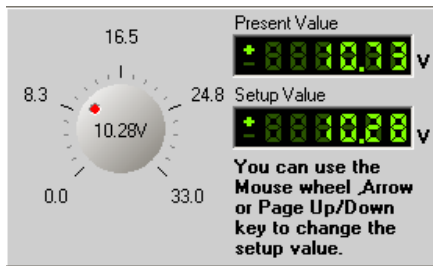 Present Value
± 10.73 V
16.5
8.3
24.8
Setup Value
± 10.28 V
10.28V
0.0
33.0
You can use the
Mouse wheel ,Arrow
or Page Up/Down
key to change the
setup value.